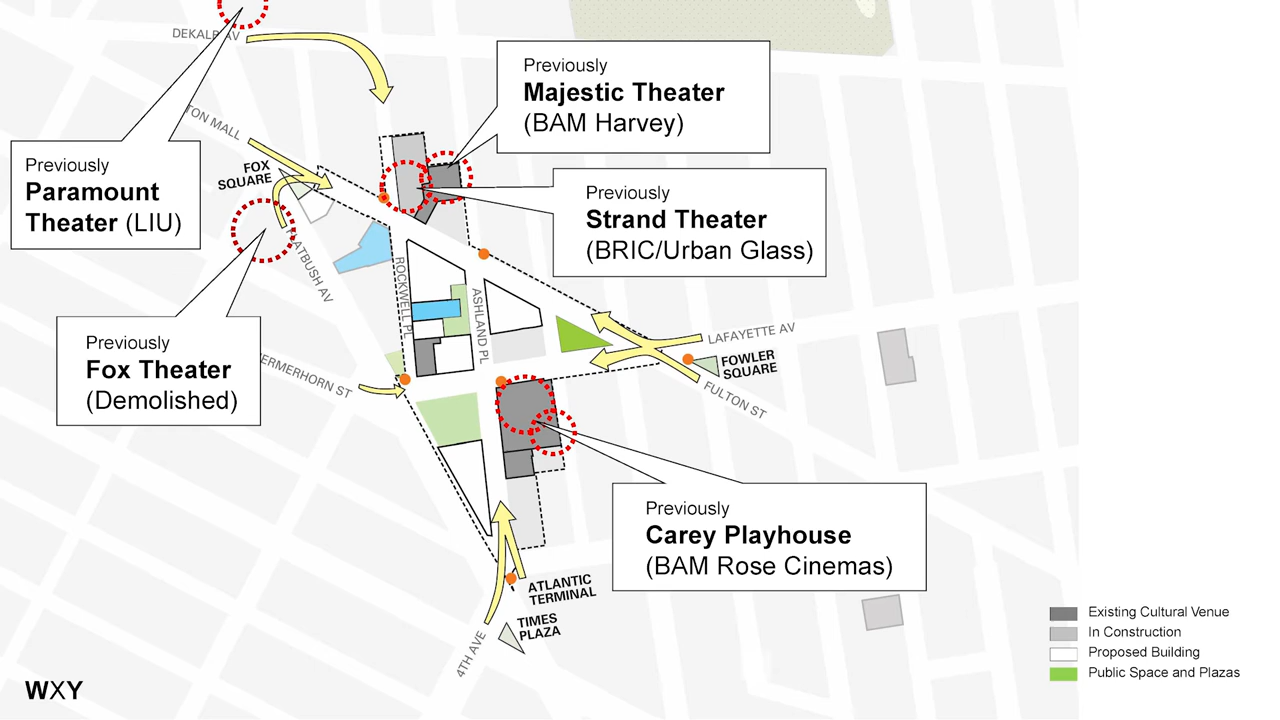 DEKALB AV
TON MALL
FOX
SQUARE
FLATBUSH AV
ERMERHORN ST
ROCKWELL PL
ASHLAND PL
LAFAYETTE AV
FOWLER
SQUARE
FULTON ST
ATLANTIC
TERMINAL
TIMES
PLAZA
4TH AVE
Previously
Majestic Theater
(BAM Harvey)
Previously
Paramount
Theater (LIU)
Previously
Strand Theater
(BRIC/Urban Glass)
Previously
Fox Theater
(Demolished)
Previously
Carey Playhouse
(BAM Rose Cinemas)
Existing Cultural Venue
In Construction
Proposed Building
Public Space and Plazas
WXY